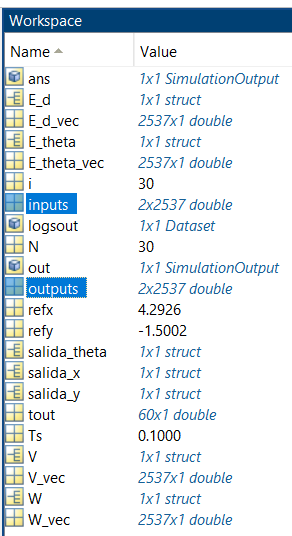 Workspace
Name Value
ans 1x1 SimulationOutput
E_d 1x1 struct
E_d_vec 2537x1 double
E_theta 1x1 struct
E_theta_vec 2537x1 double
i 30
inputs 2x2537 double
logsout 1x1 Dataset
N 30
out 1x1 SimulationOutput
outputs 2x2537 double
refx 4.2926
refy -1.5002
salida_theta 1x1 struct
salida_x 1x1 struct
salida_y 1x1 struct
tout 60x1 double
Ts 0.1000
V 1x1 struct
V_vec 2537x1 double
W 1x1 struct
W_vec 2537x1 double